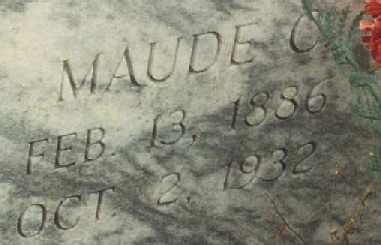 MAUDE C.
FEB. 13, 1886
OCT. 2, 1932